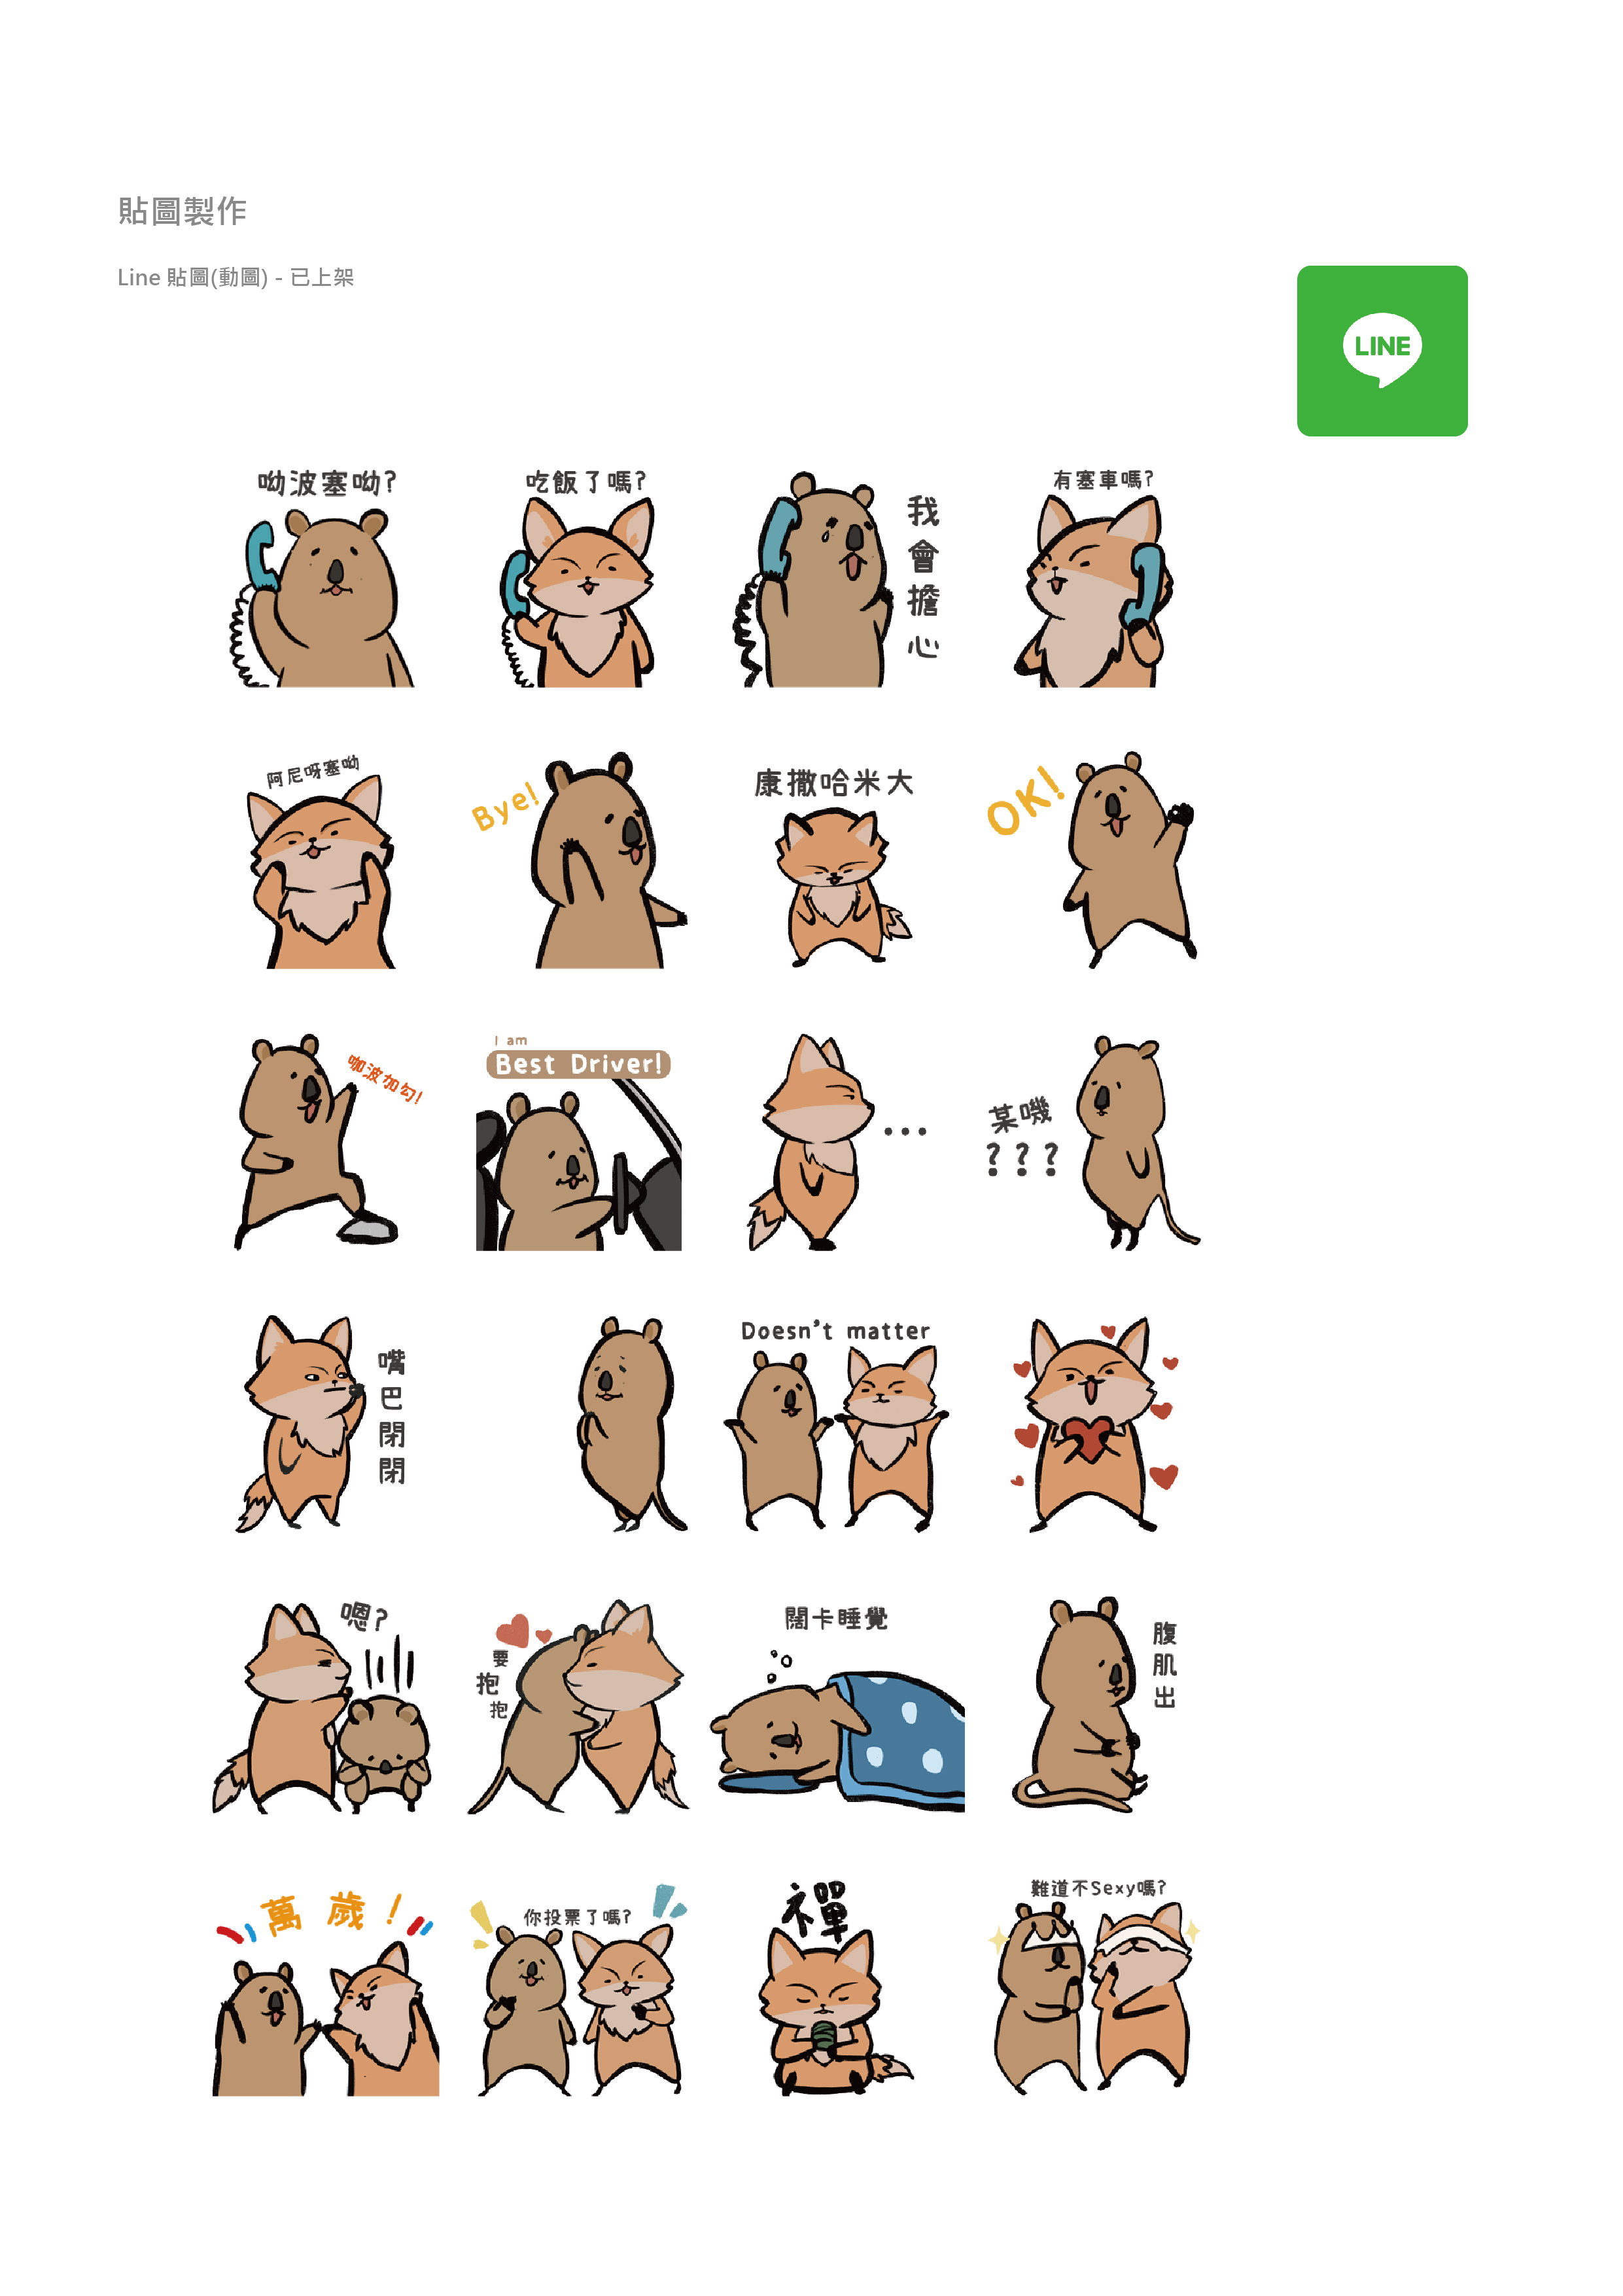 貼圖製作
Line 貼圖(動圖) - 已上架
LINE
呦波塞呦?
吃飯了嗎?
我會擔心
有塞車嗎?
阿尼呀塞呦
Bye!
康撒哈米大
OK!
咖波加勾!
I am
Best Driver!
...
某嘰
???
嘴巴閉閉
Doesn't matter
嗯?
要抱抱
闊卡睡覺
腹肌出
萬歲!
你投票了嗎?
禪
難道不Sexy嗎?